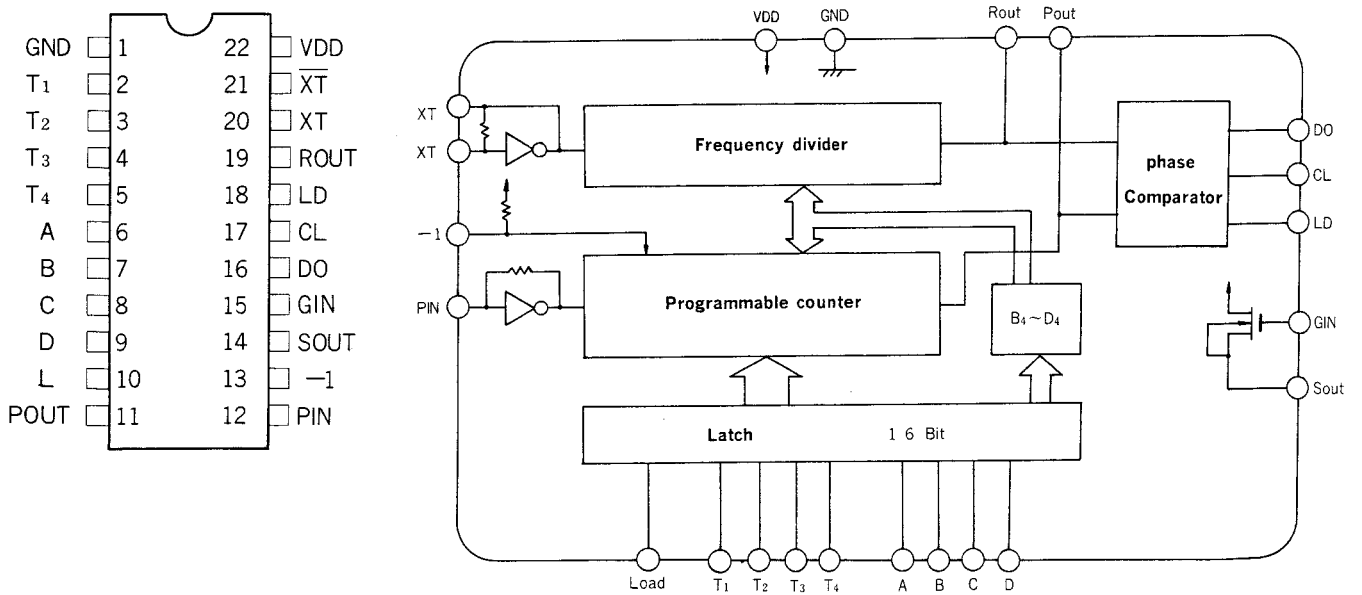 GND 1 22 VDD
T1 2 21 X̅T̅
T2 3 20 XT
T3 4 19 ROUT
T4 5 18 LD
A 6 17 CL
B 7 16 DO
C 8 15 GIN
D 9 14 SOUT
L 10 13 −1
POUT 11 12 PIN
VDD GND Rout Pout
XT
XT
−1
PIN
Frequency divider
Programmable counter
phase
Comparator
B4~D4
Latch 16 Bit
DO
CL
LD
GIN
Sout
Load T1 T2 T3 T4 A B C D